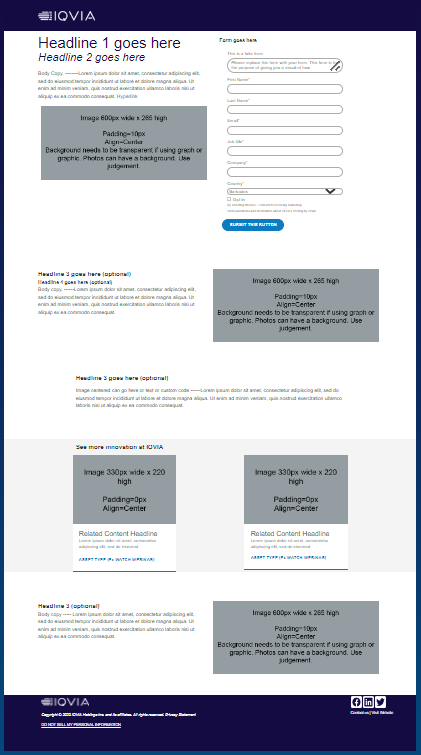 IQVIA
Headline 1 goes here
Headline 2 goes here
Body Copy. -------Lorem ipsum dolor sit amet, consectetur adipiscing elit,
sed do eiusmod tempor incididunt ut labore et dolore magna aliqua. Ut
enim ad minim veniam, quis nostrud exercitation ullamco laboris nisi ut
aliquip ex ea commodo consequat. Hyperlink
Image 600px wide x 265 high
Padding=10px
Align=Center
Background needs to be transparent if using graph or
graphic. Photos can have a background. Use
judgement.
Form goes here
This is a fake form
Please replace this form with your form. This form is for
the purpose of giving you a visual of how
First Name*
Last Name*
Email*
Job title*
Company*
Country*
Barbados
Opt In
SUBMIT THIS BUTTON
Headline 3 goes here (optional)
Headline 4 goes here (optional)
Body copy. ------Lorem ipsum dolor sit amet, consectetur adipiscing elit,
sed do eiusmod tempor incididunt ut labore et dolore magna aliqua. Ut
enim ad minim veniam, quis nostrud exercitation ullamco laboris nisi ut
aliquip ex ea commodo consequat.
Image 600px wide x 265 high
Padding=10px
Align=Center
Background needs to be transparent if using graph or
graphic. Photos can have a background. Use
judgement.
Headline 3 goes here (optional)
Image centered can go here or text or custom code ------Lorem ipsum dolor sit amet, consectetur adipiscing elit, sed do
eiusmod tempor incididunt ut labore et dolore magna aliqua. Ut enim ad minim veniam, quis nostrud exercitation ullamco
laboris nisi ut aliquip ex ea commodo consequat.
See more innovation at IQVIA
Image 330px wide x 220
high
Padding=0px
Align=Center
Related Content Headline
Lorem ipsum dolor sit amet, consectetur
adipiscing elit, sed do eiusmod
ASSET TYPE (Ex WATCH WEBINAR)
Image 330px wide x 220
high
Padding=0px
Align=Center
Related Content Headline
Lorem ipsum dolor sit amet, consectetur
adipiscing elit, sed do eiusmod
ASSET TYPE (Ex WATCH WEBINAR)
Headline 3 (optional)
Body copy ------ Lorem ipsum dolor sit amet, consectetur adipiscing elit,
sed do eiusmod tempor incididunt ut labore et dolore magna aliqua. Ut
enim ad minim veniam, quis nostrud exercitation ullamco laboris nisi ut
aliquip ex ea commodo consequat.
Image 600px wide x 265 high
Padding=10px
Align=Center
Background needs to be transparent if using graph or
graphic. Photos can have a background. Use
judgement.
IQVIA
Copyright © 2023 IQVIA Holdings Inc. and its affiliates. All rights reserved. Privacy Statement
DO NOT SELL MY PERSONAL INFORMATION
Contact us | Visit Website